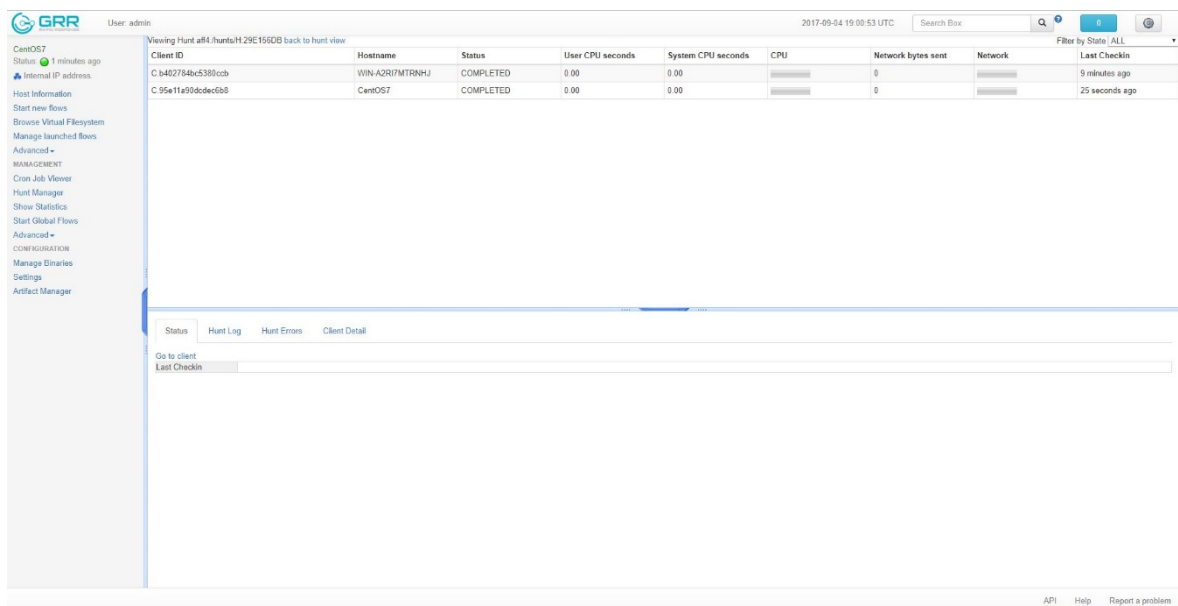 GRR
User: admin
2017-09-04 19:00:53 UTC
Search Box
6
CentOS7
Status: 1 minutes ago
Internal IP address.
Host Information
Start new flows
Browse Virtual Filesystem
Manage launched flows
Advanced
MANAGEMENT
Cron Job Viewer
Hunt Manager
Show Statistics
Start Global Flows
Advanced
CONFIGURATION
Manage Binaries
Settings
Artifact Manager
Viewing Hunt aff4:/hunts/H:29E156DB back to hunt view
Filter by State ALL
Client ID Hostname Status User CPU seconds System CPU seconds CPU Network bytes sent Network Last Checkin
C.b402784bc5380ccb WIN-A2RI7MTRNHJ COMPLETED 0.00 0.00 0 9 minutes ago
C.95e11a90dcdec6b8 CentOS7 COMPLETED 0.00 0.00 0 25 seconds ago
Status Hunt Log Hunt Errors Client Detail
Go to client
Last Checkin
API Help Report a problem